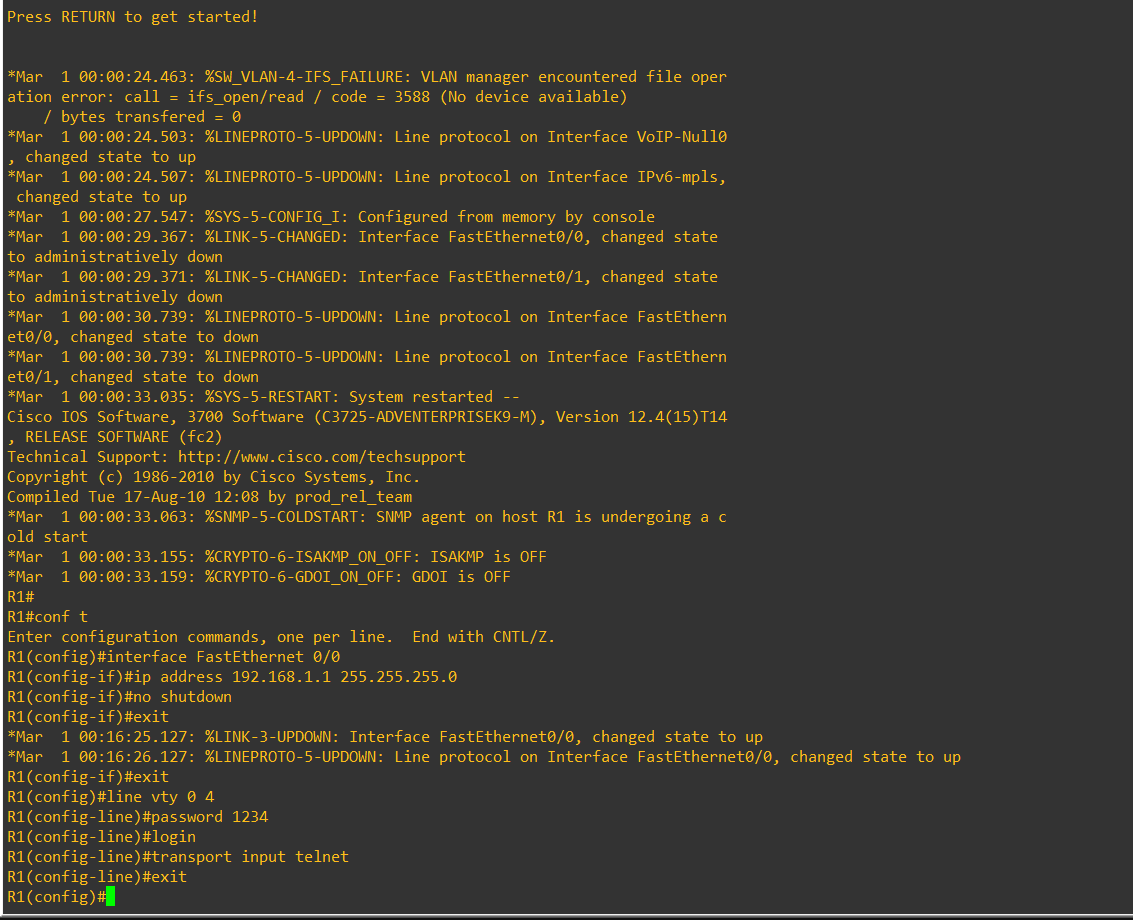 Press RETURN to get started!
*Mar  1 00:00:24.463: %SW_VLAN-4-IFS_FAILURE: VLAN manager encountered file oper
ation error: call = ifs_open/read / code = 3588 (No device available)
    / bytes transfered = 0
*Mar  1 00:00:24.503: %LINEPROTO-5-UPDOWN: Line protocol on Interface VoIP-Null0
, changed state to up
*Mar  1 00:00:24.507: %LINEPROTO-5-UPDOWN: Line protocol on Interface IPv6-mpls,
 changed state to up
*Mar  1 00:00:27.547: %SYS-5-CONFIG_I: Configured from memory by console
*Mar  1 00:00:29.367: %LINK-5-CHANGED: Interface FastEthernet0/0, changed state
to administratively down
*Mar  1 00:00:29.371: %LINK-5-CHANGED: Interface FastEthernet0/1, changed state
to administratively down
*Mar  1 00:00:30.739: %LINEPROTO-5-UPDOWN: Line protocol on Interface FastEthern
et0/0, changed state to down
*Mar  1 00:00:30.739: %LINEPROTO-5-UPDOWN: Line protocol on Interface FastEthern
et0/1, changed state to down
*Mar  1 00:00:33.035: %SYS-5-RESTART: System restarted --
Cisco IOS Software, 3700 Software (C3725-ADVENTERPRISEK9-M), Version 12.4(15)T14
, RELEASE SOFTWARE (fc2)
Technical Support: http://www.cisco.com/techsupport
Copyright (c) 1986-2010 by Cisco Systems, Inc.
Compiled Tue 17-Aug-10 12:08 by prod_rel_team
*Mar  1 00:00:33.063: %SNMP-5-COLDSTART: SNMP agent on host R1 is undergoing a c
old start
*Mar  1 00:00:33.155: %CRYPTO-6-ISAKMP_ON_OFF: ISAKMP is OFF
*Mar  1 00:00:33.159: %CRYPTO-6-GDOI_ON_OFF: GDOI is OFF
R1#
R1#conf t
Enter configuration commands, one per line.  End with CNTL/Z.
R1(config)#interface FastEthernet 0/0
R1(config-if)#ip address 192.168.1.1 255.255.255.0
R1(config-if)#no shutdown
R1(config-if)#exit
*Mar  1 00:16:25.127: %LINK-3-UPDOWN: Interface FastEthernet0/0, changed state to up
*Mar  1 00:16:26.127: %LINEPROTO-5-UPDOWN: Line protocol on Interface FastEthernet0/0, changed state to up
R1(config-if)#exit
R1(config)#line vty 0 4
R1(config-line)#password 1234
R1(config-line)#login
R1(config-line)#transport input telnet
R1(config-line)#exit
R1(config)#